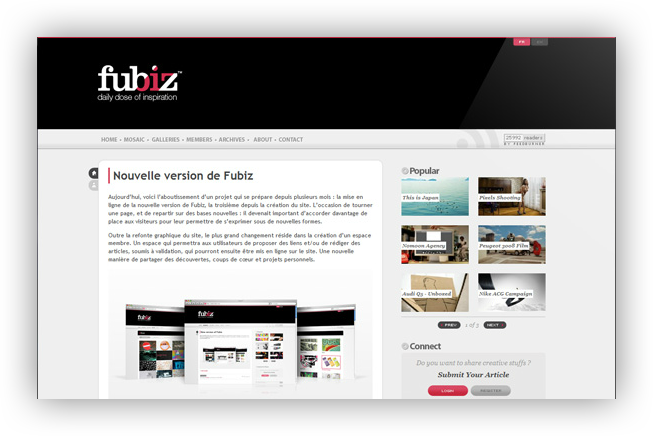 FR
fubiz™
daily dose of inspiration
HOME • MOSAIC • GALLERIES • MEMBERS • ARCHIVES • ABOUT • CONTACT
25992 readers
BY FEEDBURNER
Nouvelle version de Fubiz
Aujourd'hui, voici l'aboutissement d'un projet qui se prépare depuis plusieurs mois : la mise en
ligne de la nouvelle version de Fubiz, la troisième depuis la création du site. L'occasion de tourner
une page, et de repartir sur des bases nouvelles : il devenait important d'accorder davantage de
place aux visiteurs pour leur permettre de s'exprimer sous de nouvelles formes.
Outre la refonte graphique du site, le plus grand changement réside dans la création d'un espace
membre. Un espace qui permettra aux utilisateurs de proposer des liens et/ou de rédiger des
articles, soumis à validation, qui pourront ensuite être mis en ligne sur le site. Une nouvelle
manière de partager des découvertes, coups de cœur et projets personnels.
fubiz
fubiz
fubiz
Popular
This is Japan
Pixels Shooting
Nomoon Agency
Peugeot 3008 Film
Audi Q5 - Unboxed
Nike ACG Campaign
PREV
1 of 3
NEXT
Connect
Do you want to share creative stuffs ?
Submit Your Article
LOGIN
REGISTER